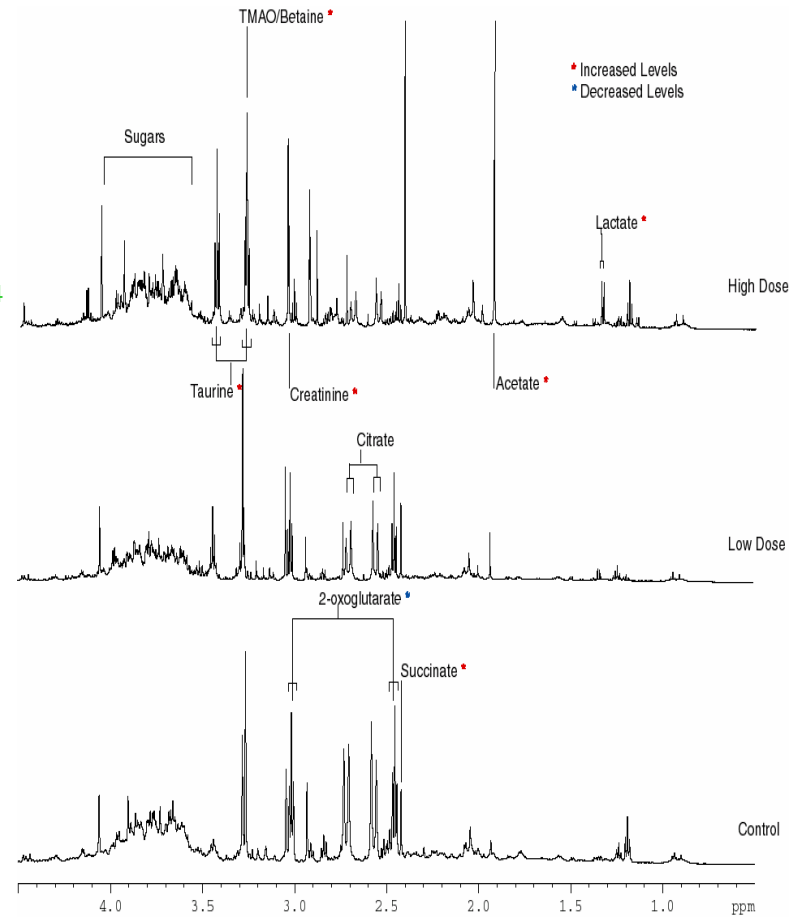 TMAO/Betaine *
* Increased Levels
* Decreased Levels
Sugars
Lactate *
High Dose
Taurine *
Creatinine *
Acetate *
Citrate
Low Dose
2-oxoglutarate *
Succinate *
Control
4.0 3.5 3.0 2.5 2.0 1.5 1.0 ppm